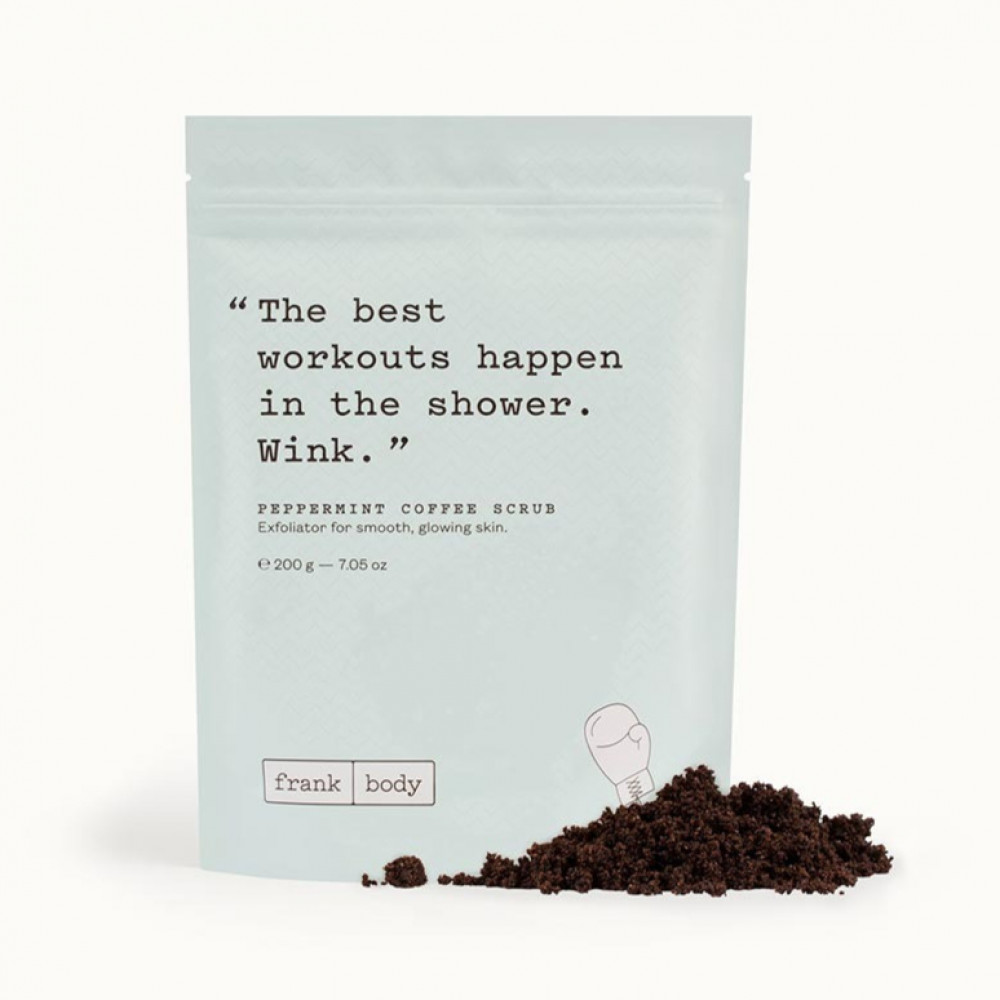 “The best
workouts happen
in the shower.
Wink.”
PEPPERMINT COFFEE SCRUB
Exfoliator for smooth, glowing skin.
℮ 200 g — 7.05 oz
frank body